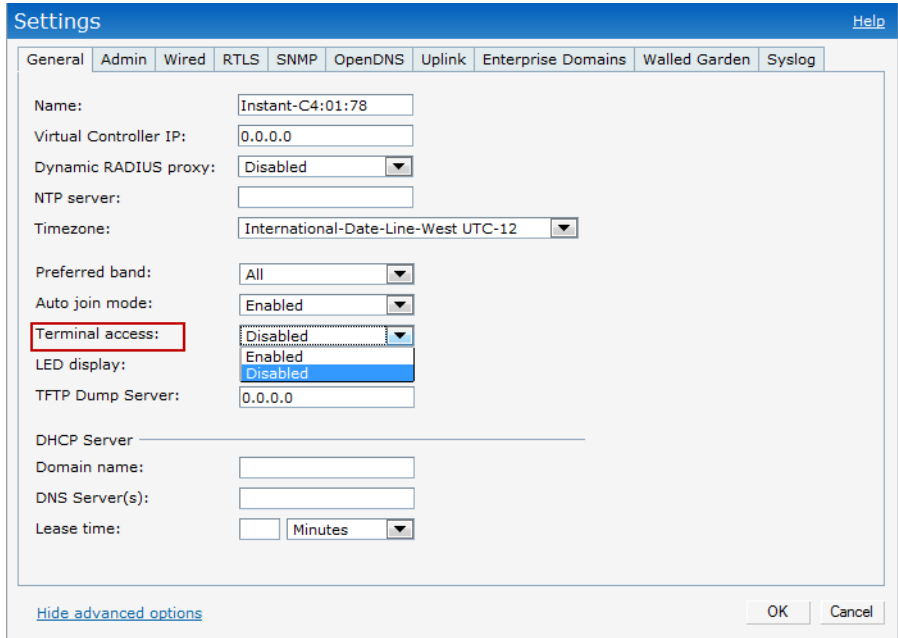 Settings Help
General Admin Wired RTLS SNMP OpenDNS Uplink Enterprise Domains Walled Garden Syslog
Name: Instant-C4:01:78
Virtual Controller IP: 0.0.0.0
Dynamic RADIUS proxy: Disabled
NTP server:
Timezone: International-Date-Line-West UTC-12
Preferred band: All
Auto join mode: Enabled
Terminal access: Disabled
Enabled
LED display: Disabled
TFTP Dump Server: 0.0.0.0
DHCP Server
Domain name:
DNS Server(s):
Lease time: Minutes
Hide advanced options OK Cancel